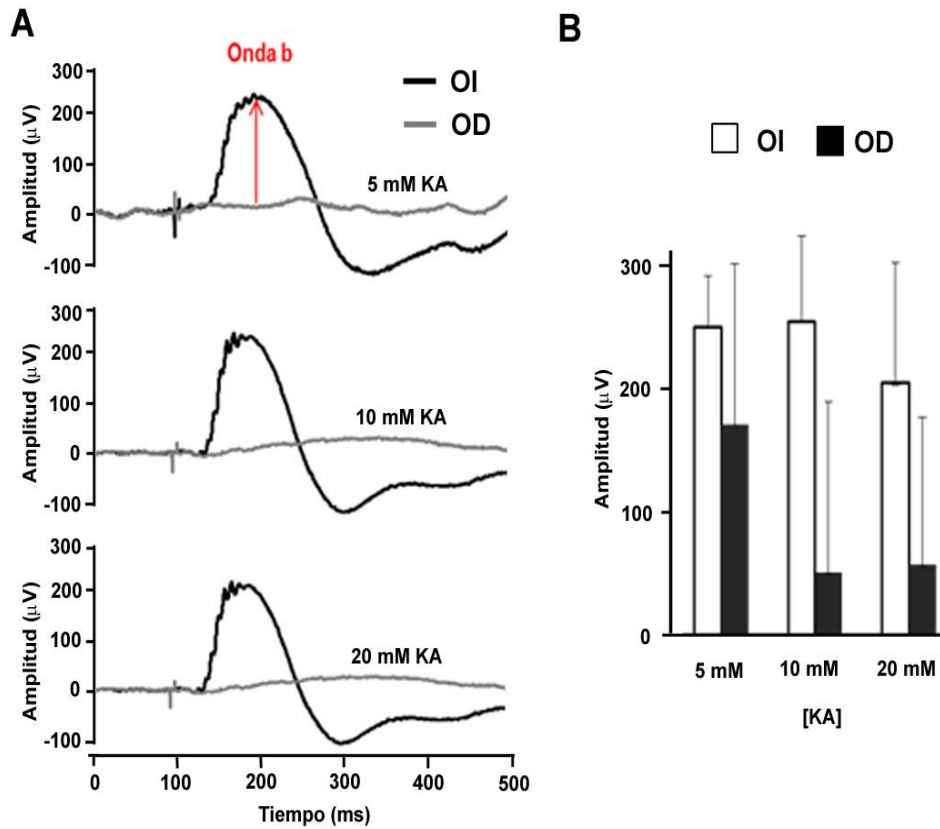 A
Onda b
OI
OD
300
200
100
0
-100
Amplitud (µV)
5 mM KA
300
200
100
0
-100
Amplitud (µV)
10 mM KA
300
200
100
0
-100
Amplitud (µV)
20 mM KA
0 100 200 300 400 500
Tiempo (ms)
B
OI OD
300
200
100
0
Amplitud (µV)
5 mM 10 mM 20 mM
[KA]